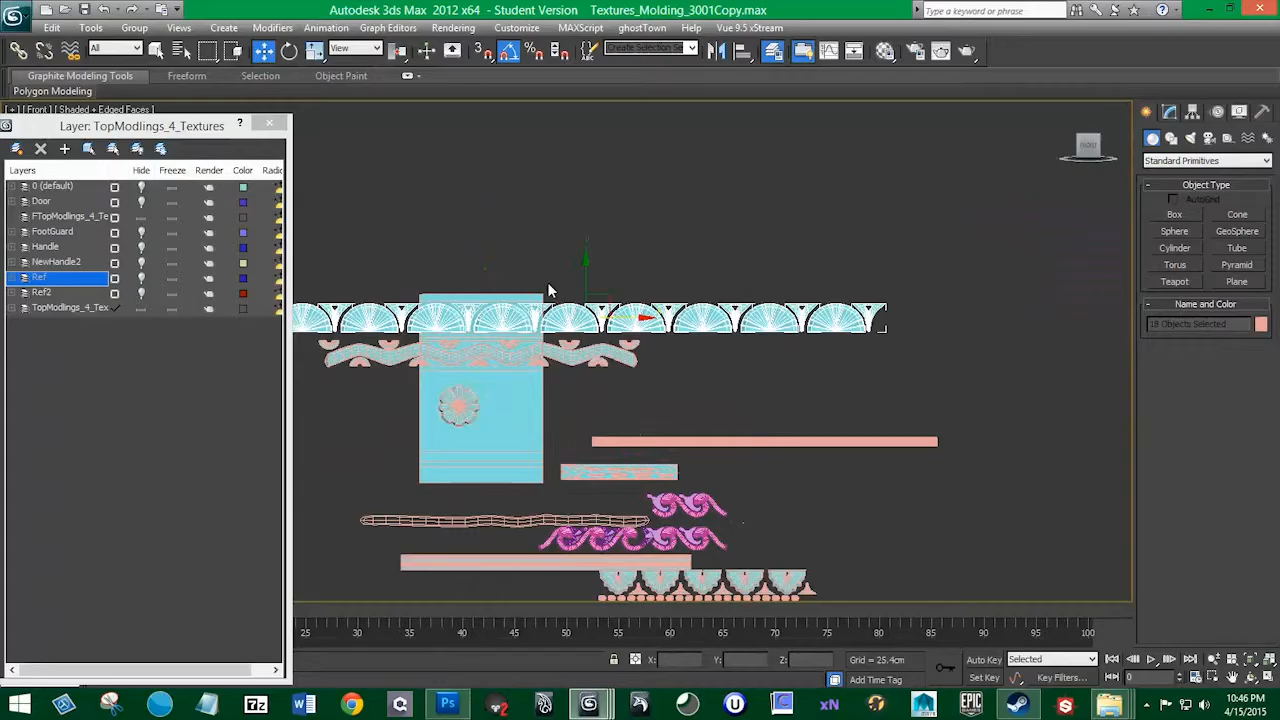 Autodesk 3ds Max 2012 x64 - Student Version Textures_Molding_3001Copy.max
Type a keyword or phrase
Edit Tools Group Views Create Modifiers Animation Graph Editors Rendering Customize MAXScript ghostTown Help Vue 9.5 xStream
All View Create Selection Se
Graphite Modeling Tools Freeform Selection Object Paint
Polygon Modeling
[+] [Front] [Shaded + Edged Faces]
Layer: TopModlings_4_Textures ?
Layers Hide Freeze Render Color Radio
0 (default)
Door
FTopModlings_4_Te
FootGuard
Handle
NewHandle2
Ref
Ref2
TopModlings_4_Tex
FRONT
Standard Primitives
Object Type
AutoGrid
Box Cone
Sphere GeoSphere
Cylinder Tube
Torus Pyramid
Teapot Plane
Name and Color
18 Objects Selected
25 30 35 40 45 50 55 60 65 70 75 80 85 90 95 100
X: Y: Z: Grid = 25.4cm
Add Time Tag
Auto Key Selected
Set Key Key Filters...
0
10:46 PM
4/15/2015